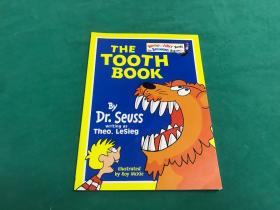 THE
TOOTH
BOOK
By
Dr. Seuss
writing as
Theo. LeSieg
Illustrated
by Roy McKie